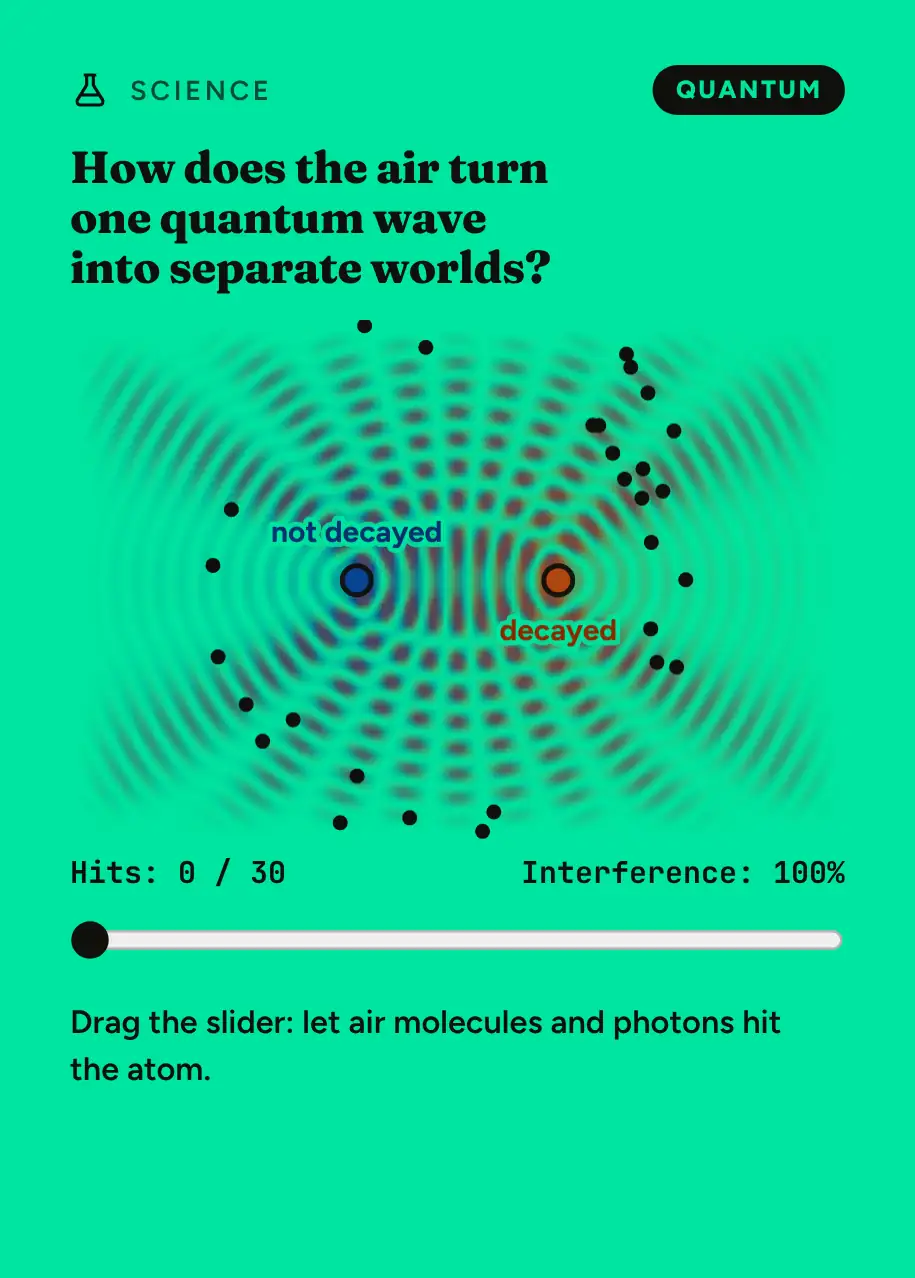 SCIENCE
QUANTUM
How does the air turn
one quantum wave
into separate worlds?
not decayed
decayed
Hits: 0 / 30
Interference: 100%
Drag the slider: let air molecules and photons hit
the atom.